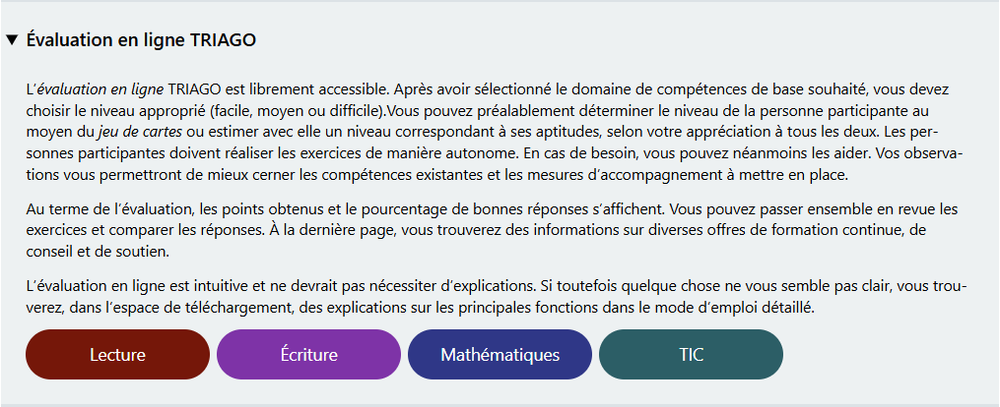 ▼ Évaluation en ligne TRIAGO
L'évaluation en ligne TRIAGO est librement accessible. Après avoir sélectionné le domaine de compétences de base souhaité, vous devez
choisir le niveau approprié (facile, moyen ou difficile).Vous pouvez préalablement déterminer le niveau de la personne participante au
moyen du jeu de cartes ou estimer avec elle un niveau correspondant à ses aptitudes, selon votre appréciation à tous les deux. Les per-
sonnes participantes doivent réaliser les exercices de manière autonome. En cas de besoin, vous pouvez néanmoins les aider. Vos observa-
tions vous permettront de mieux cerner les compétences existantes et les mesures d'accompagnement à mettre en place.
Au terme de l'évaluation, les points obtenus et le pourcentage de bonnes réponses s'affichent. Vous pouvez passer ensemble en revue les
exercices et comparer les réponses. À la dernière page, vous trouverez des informations sur diverses offres de formation continue, de
conseil et de soutien.
L'évaluation en ligne est intuitive et ne devrait pas nécessiter d'explications. Si toutefois quelque chose ne vous semble pas clair, vous trou-
verez, dans l'espace de téléchargement, des explications sur les principales fonctions dans le mode d'emploi détaillé.
Lecture Écriture Mathématiques TIC